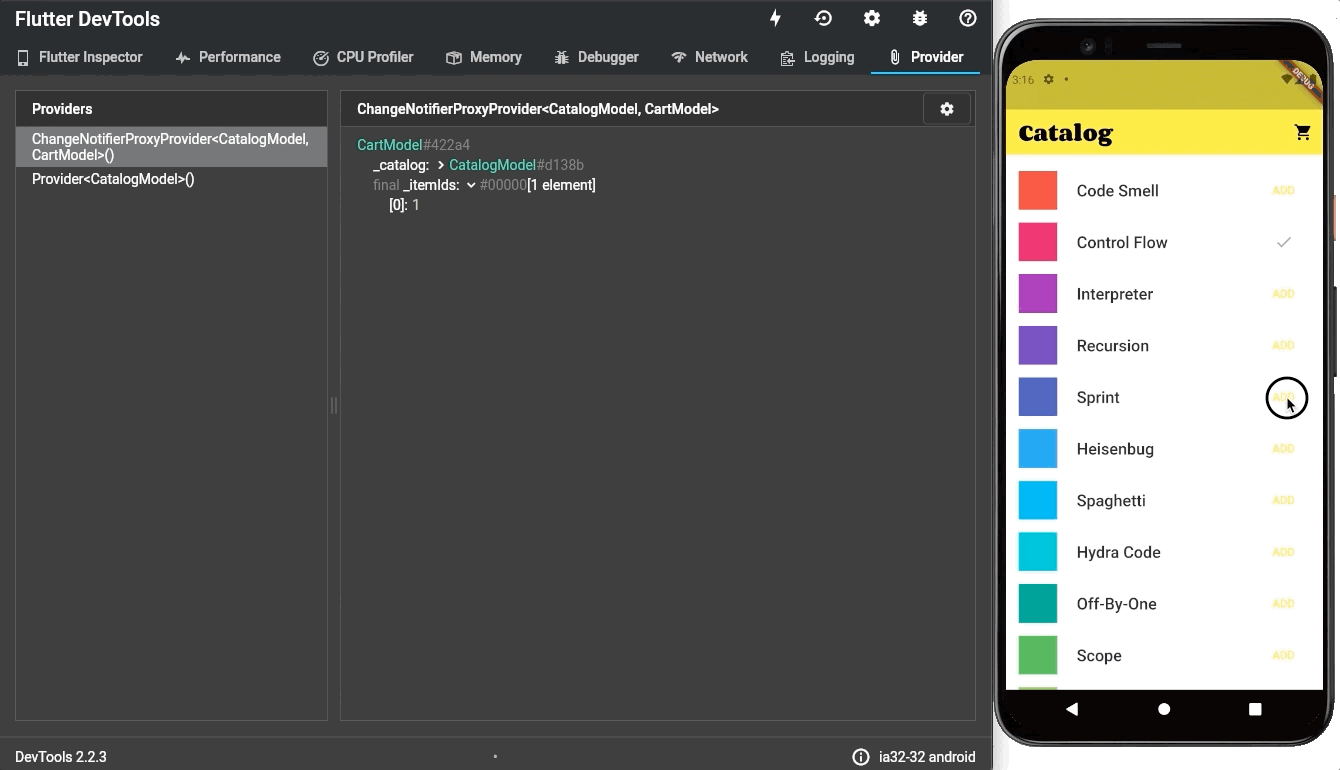 Flutter DevTools
Flutter Inspector
Performance
CPU Profiler
Memory
Debugger
Network
Logging
Provider
Providers
ChangeNotifierProxyProvider<CatalogModel,
CartModel>()
Provider<CatalogModel>()
ChangeNotifierProxyProvider<CatalogModel, CartModel>
CartModel#422a4
_catalog: CatalogModel#d138b
final _itemIds: #00000[1 element]
[0]: 1
DevTools 2.2.3
ia32-32 android
3:16
DEBUG
Catalog
Code Smell ADD
Control Flow
Interpreter ADD
Recursion ADD
Sprint ADD
Heisenbug ADD
Spaghetti ADD
Hydra Code ADD
Off-By-One ADD
Scope ADD